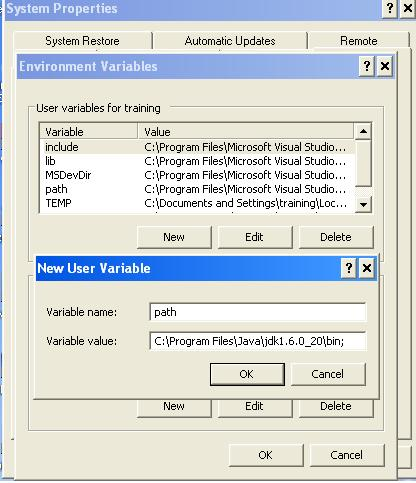 System Properties
System Restore Automatic Updates Remote
Environment Variables
User variables for training
Variable Value
include C:\Program Files\Microsoft Visual Studio...
lib C:\Program Files\Microsoft Visual Studio...
MSDevDir C:\Program Files\Microsoft Visual Studio...
path C:\Program Files\Microsoft Visual Studio...
TEMP C:\Documents and Settings\training\Loc...
New Edit Delete
New User Variable
Variable name: path
Variable value: C:\Program Files\Java\jdk1.6.0_20\bin;
OK Cancel
New Edit Delete
OK Cancel